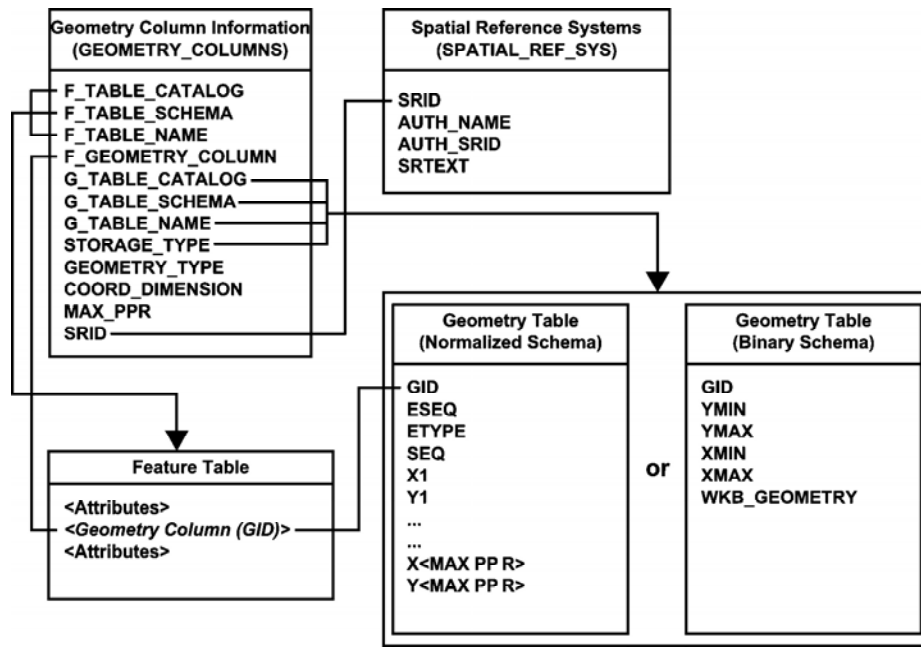 Geometry Column Information
(GEOMETRY_COLUMNS)
F_TABLE_CATALOG
F_TABLE_SCHEMA
F_TABLE_NAME
F_GEOMETRY_COLUMN
G_TABLE_CATALOG
G_TABLE_SCHEMA
G_TABLE_NAME
STORAGE_TYPE
GEOMETRY_TYPE
COORD_DIMENSION
MAX_PPR
SRID
Spatial Reference Systems
(SPATIAL_REF_SYS)
SRID
AUTH_NAME
AUTH_SRID
SRTEXT
Feature Table
<Attributes>
<Geometry Column (GID)>
<Attributes>
Geometry Table
(Normalized Schema)
GID
ESEQ
ETYPE
SEQ
X1
Y1
...
...
X<MAX PP R>
Y<MAX PP R>
or
Geometry Table
(Binary Schema)
GID
YMIN
YMAX
XMIN
XMAX
WKB_GEOMETRY